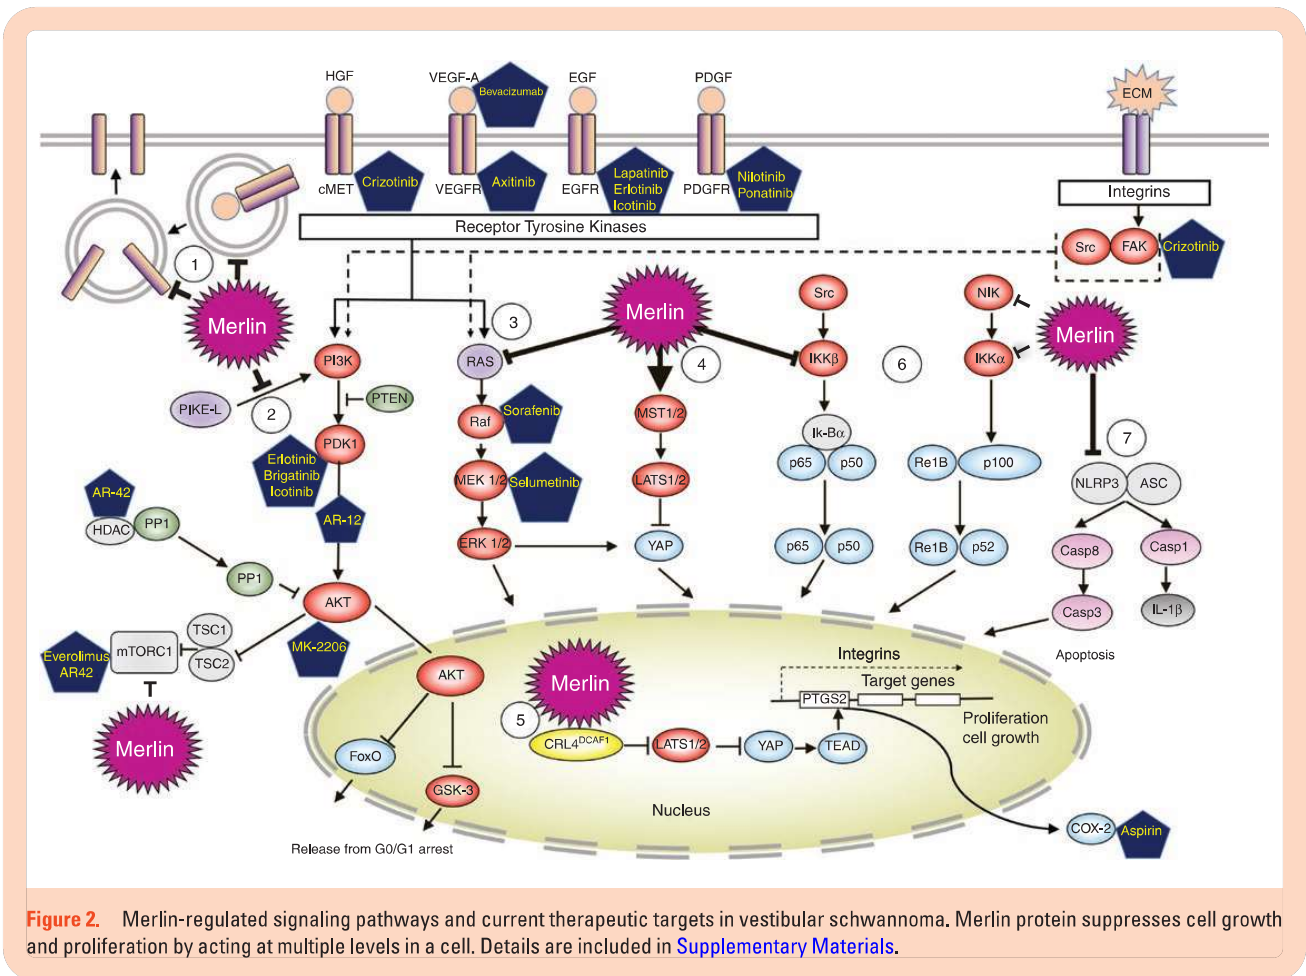 HGF
VEGF-A
Bevacizumab
EGF
PDGF
ECM
cMET
Crizotinib
VEGFR
Axitinib
EGFR
Lapatinib
Erlotinib
Icotinib
PDGFR
Nilotinib
Ponatinib
Integrins
Receptor Tyrosine Kinases
Src
FAK
Crizotinib
1
Merlin
3
Merlin
Src
NIK
Merlin
PI3K
RAS
4
IKKβ
6
IKKα
PIKE-L
2
PTEN
Raf
Sorafenib
MST1/2
Ik-Bα
7
PDK1
Erlotinib
Brigatinib
Icotinib
MEK 1/2
Selumetinib
LATS1/2
p65
p50
Re1B
p100
NLRP3
ASC
AR-42
HDAC
PP1
AR-12
ERK 1/2
YAP
p65
p50
Re1B
p52
Casp8
Casp1
PP1
AKT
Casp3
IL-1β
TSC1
TSC2
mTORC1
Everolimus
AR42
MK-2206
Apoptosis
AKT
Merlin
Integrins
Target genes
PTGS2
Proliferation
cell growth
Merlin
5
CRL4DCAF1
LATS1/2
YAP
TEAD
FoxO
GSK-3
Nucleus
COX-2
Aspirin
Release from G0/G1 arrest
Figure 2. Merlin-regulated signaling pathways and current therapeutic targets in vestibular schwannoma. Merlin protein suppresses cell growth
and proliferation by acting at multiple levels in a cell. Details are included in Supplementary Materials.